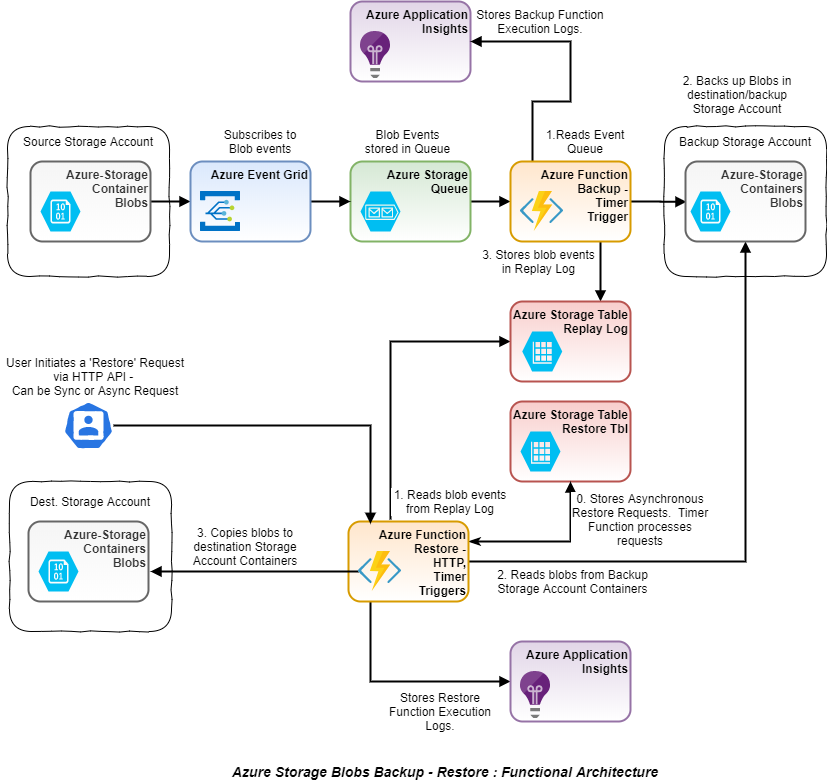 Azure Application
Insights
Stores Backup Function
Execution Logs.
2. Backs up Blobs in
destination/backup
Storage Account
Source Storage Account
Azure-Storage
Container
Blobs
10
01
Subscribes to
Blob events
Azure Event Grid
Blob Events
stored in Queue
Azure Storage
Queue
1.Reads Event
Queue
Azure Function
Backup -
Timer
Trigger
Backup Storage Account
Azure-Storage
Containers
Blobs
10
01
3. Stores blob events
in Replay Log
Azure Storage Table
Replay Log
User Initiates a 'Restore' Request
via HTTP API -
Can be Sync or Async Request
Azure Storage Table
Restore Tbl
1. Reads blob events
from Replay Log
0. Stores Asynchronous
Restore Requests.  Timer
Function processes
requests
Dest. Storage Account
Azure-Storage
Containers
Blobs
10
01
3. Copies blobs to
destination Storage
Account Containers
Azure Function
Restore -
HTTP,
Timer
Triggers
2. Reads blobs from Backup
Storage Account Containers
Azure Application
Insights
Stores Restore
Function Execution
Logs.
Azure Storage Blobs Backup - Restore : Functional Architecture